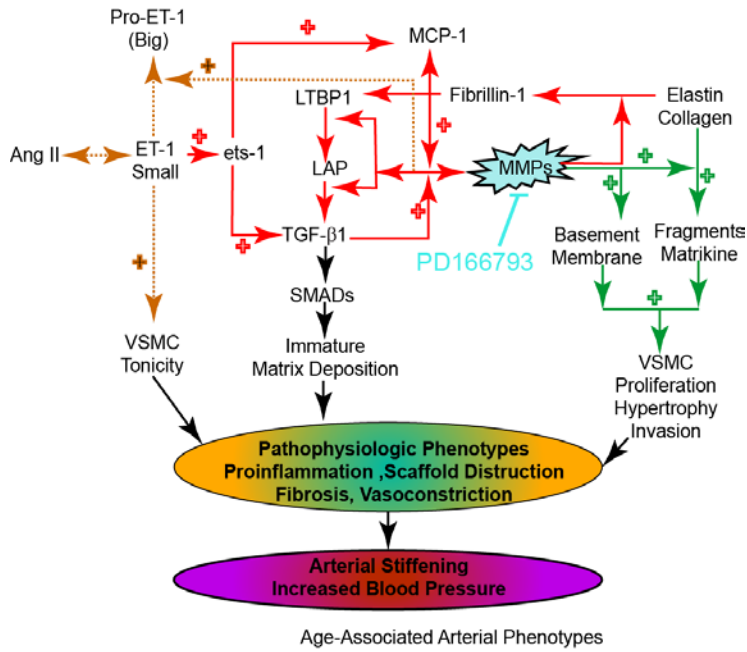 Pro-ET-1
(Big)
MCP-1
LTBP1
Fibrillin-1
Elastin
Collagen
Ang II
ET-1
Small
ets-1
LAP
MMPs
TGF-β1
PD166793
Basement
Membrane
Fragments
Matrikine
SMADs
VSMC
Tonicity
Immature
Matrix Deposition
VSMC
Proliferation
Hypertrophy
Invasion
Pathophysiologic Phenotypes
Proinflammation ,Scaffold Distruction
Fibrosis, Vasoconstriction
Arterial Stiffening
Increased Blood Pressure
Age-Associated Arterial Phenotypes